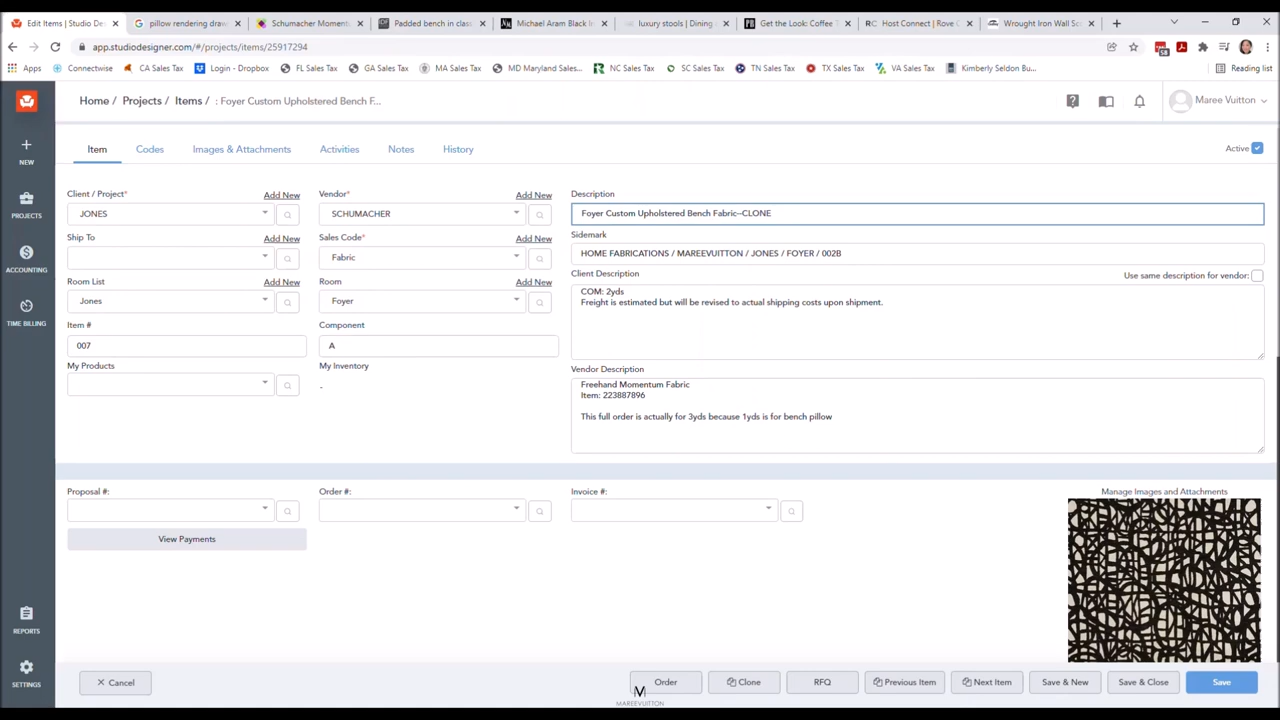 Edit Items | Studio Des
pillow rendering draw
Schumacher Moment
Padded bench in class
Michael Aram Black Ir
luxury stools | Dining
Get the Look: Coffee T
Host Connect | Rove C
Wrought Iron Wall Sc
app.studiodesigner.com/#/projects/items/25917294
58
Apps
Connectwise
CA Sales Tax
Login - Dropbox
FL Sales Tax
GA Sales Tax
MA Sales Tax
MD Maryland Sales...
NC Sales Tax
SC Sales Tax
TN Sales Tax
TX Sales Tax
VA Sales Tax
Kimberly Seldon Bu...
Reading list
Home / Projects / Items / : Foyer Custom Upholstered Bench F...
Maree Vuitton
NEW
PROJECTS
ACCOUNTING
TIME BILLING
REPORTS
SETTINGS
Item
Codes
Images & Attachments
Activities
Notes
History
Active
Client / Project*
Add New
JONES
Vendor*
Add New
SCHUMACHER
Description
Foyer Custom Upholstered Bench Fabric--CLONE
Ship To
Add New
Sales Code*
Add New
Fabric
Sidemark
HOME FABRICATIONS / MAREEVUITTON / JONES / FOYER / 002B
Room List
Add New
Jones
Room
Add New
Foyer
Client Description
Use same description for vendor:
COM: 2yds
Freight is estimated but will be revised to actual shipping costs upon shipment.
Item #
007
Component
A
My Products
My Inventory
-
Vendor Description
Freehand Momentum Fabric
Item: 223887896
This full order is actually for 3yds because 1yds is for bench pillow
Proposal #:
Order #:
Invoice #:
Manage Images and Attachments
View Payments
Cancel
Order
Clone
RFQ
Previous Item
Next Item
Save & New
Save & Close
Save
M
MAREEVUITTON